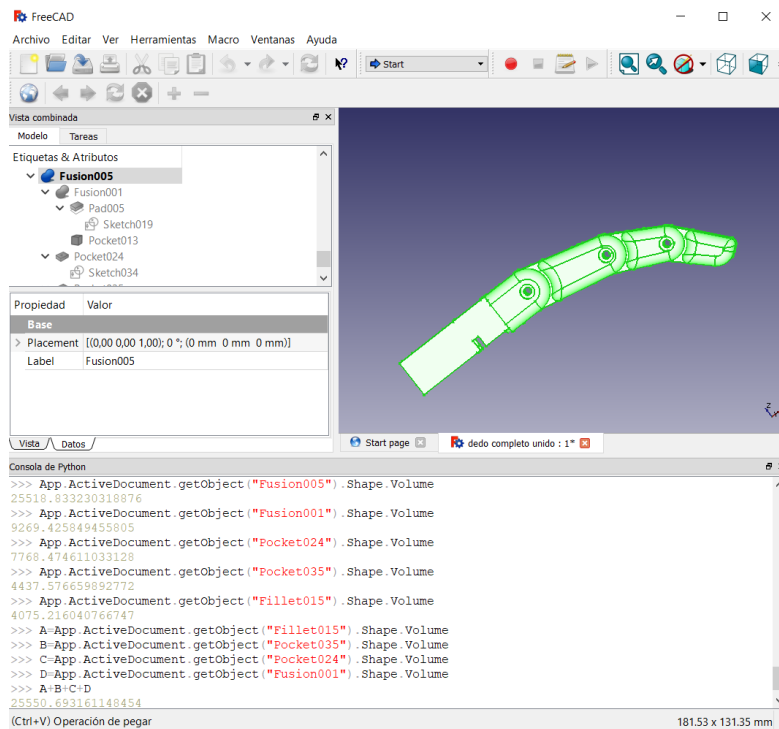 FreeCAD
Archivo Editar Ver Herramientas Macro Ventanas Ayuda
Start
Vista combinada
Modelo Tareas
Etiquetas & Atributos
Fusion005
Fusion001
Pad005
Sketch019
Pocket013
Pocket024
Sketch034
Propiedad Valor
Base
Placement [(0,00 0,00 1,00); 0 °; (0 mm 0 mm 0 mm)]
Label Fusion005
Vista Datos
Start page dedo completo unido : 1*
Consola de Python
>>> App.ActiveDocument.getObject("Fusion005").Shape.Volume
25518.833230318876
>>> App.ActiveDocument.getObject("Fusion001").Shape.Volume
9269.425849455805
>>> App.ActiveDocument.getObject("Pocket024").Shape.Volume
7768.474611033128
>>> App.ActiveDocument.getObject("Pocket035").Shape.Volume
4437.576659892772
>>> App.ActiveDocument.getObject("Fillet015").Shape.Volume
4075.216040766747
>>> A=App.ActiveDocument.getObject("Fillet015").Shape.Volume
>>> B=App.ActiveDocument.getObject("Pocket035").Shape.Volume
>>> C=App.ActiveDocument.getObject("Pocket024").Shape.Volume
>>> D=App.ActiveDocument.getObject("Fusion001").Shape.Volume
>>> A+B+C+D
25550.693161148454
(Ctrl+V) Operación de pegar 181.53 x 131.35 mm